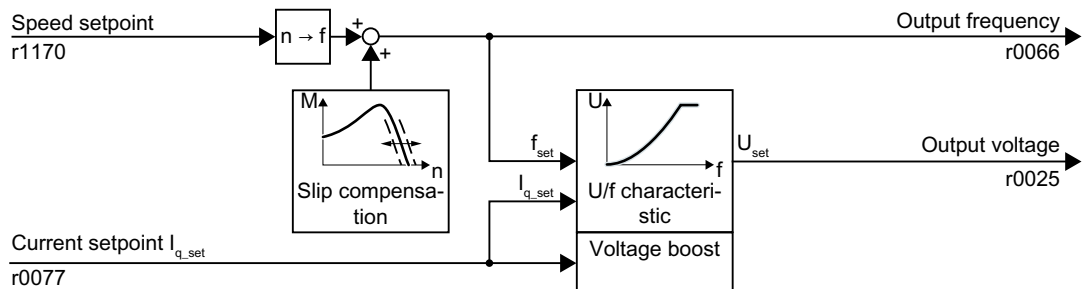 Speed setpoint
r1170
n → f
+
+
Output frequency
r0066
M
n
Slip compensa-
tion
U
f
U/f characteri-
stic
f_set
I_q_set
U_set
Output voltage
r0025
Current setpoint I_q_set
r0077
Voltage boost